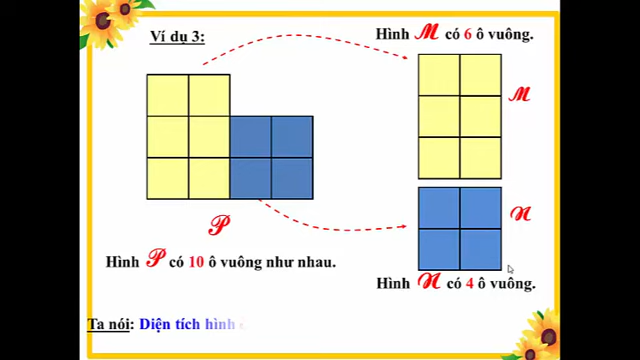 Ví dụ 3:
Hình M có 6 ô vuông.
M
N
P
Hình P có 10 ô vuông như nhau.
Hình N có 4 ô vuông.
Ta nói: Diện tích hình